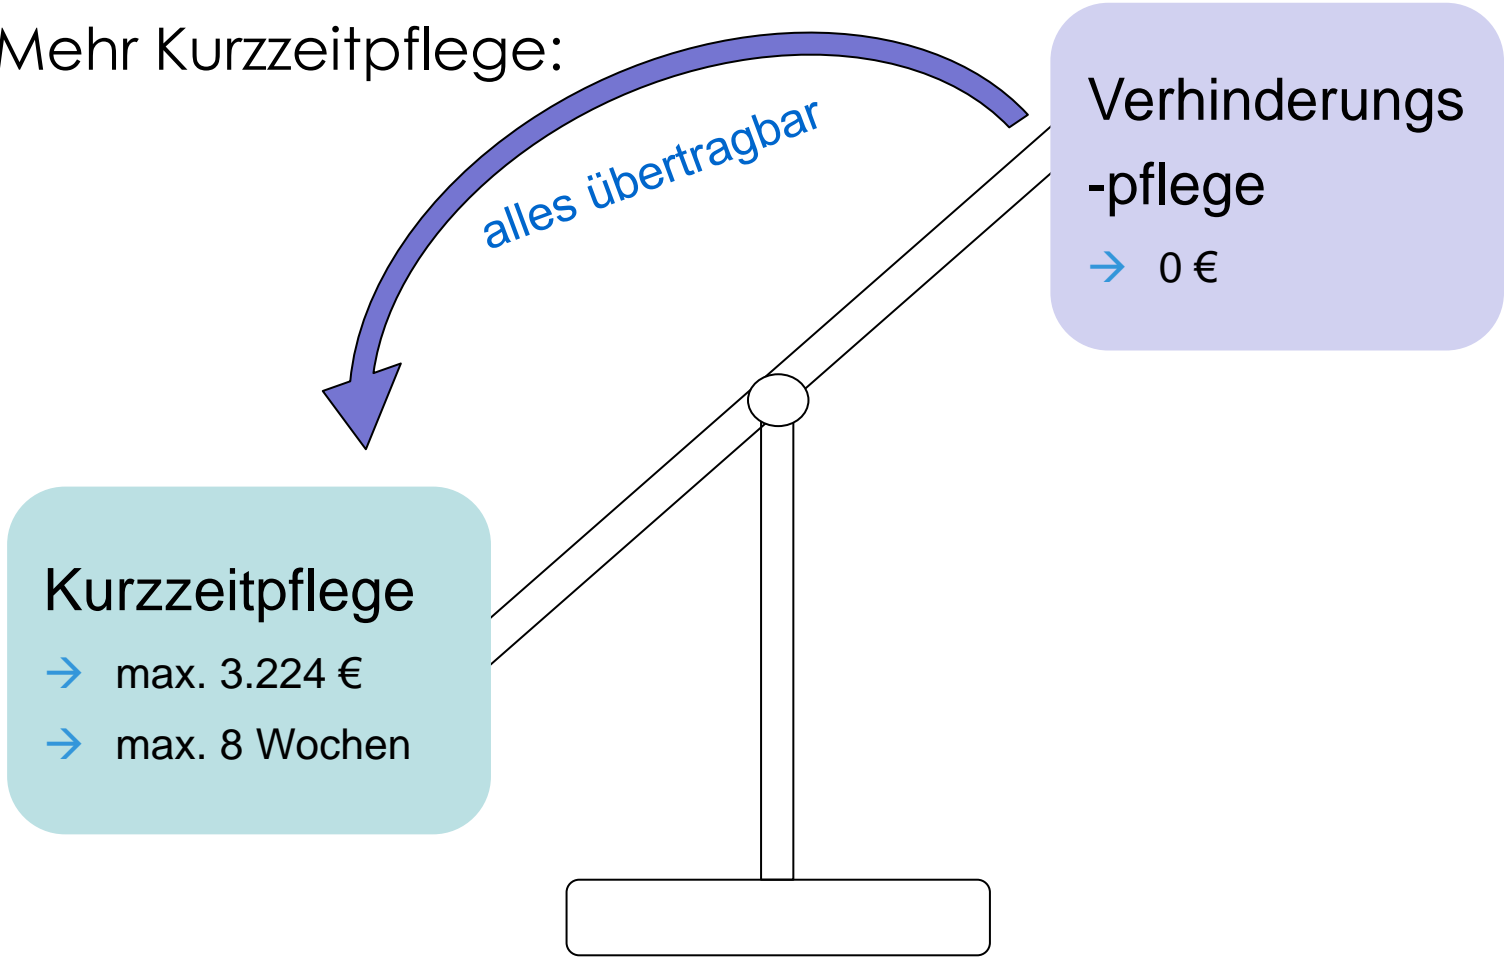 Mehr Kurzzeitpflege:
alles übertragbar
Verhinderungs
-pflege
→ 0 €
Kurzzeitpflege
→ max. 3.224 €
→ max. 8 Wochen